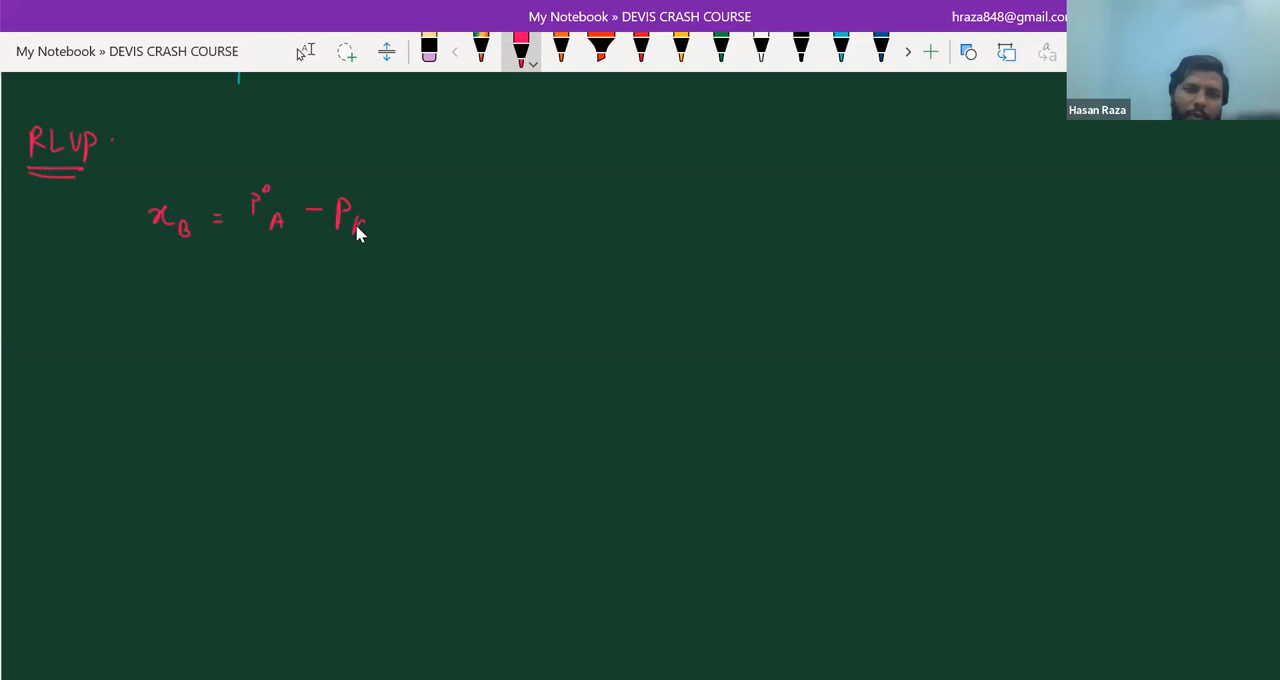 My Notebook » DEVIS CRASH COURSE
hraza848@gmail.co
My Notebook » DEVIS CRASH COURSE
Hasan Raza
RLVP
x_B = P°_A - P